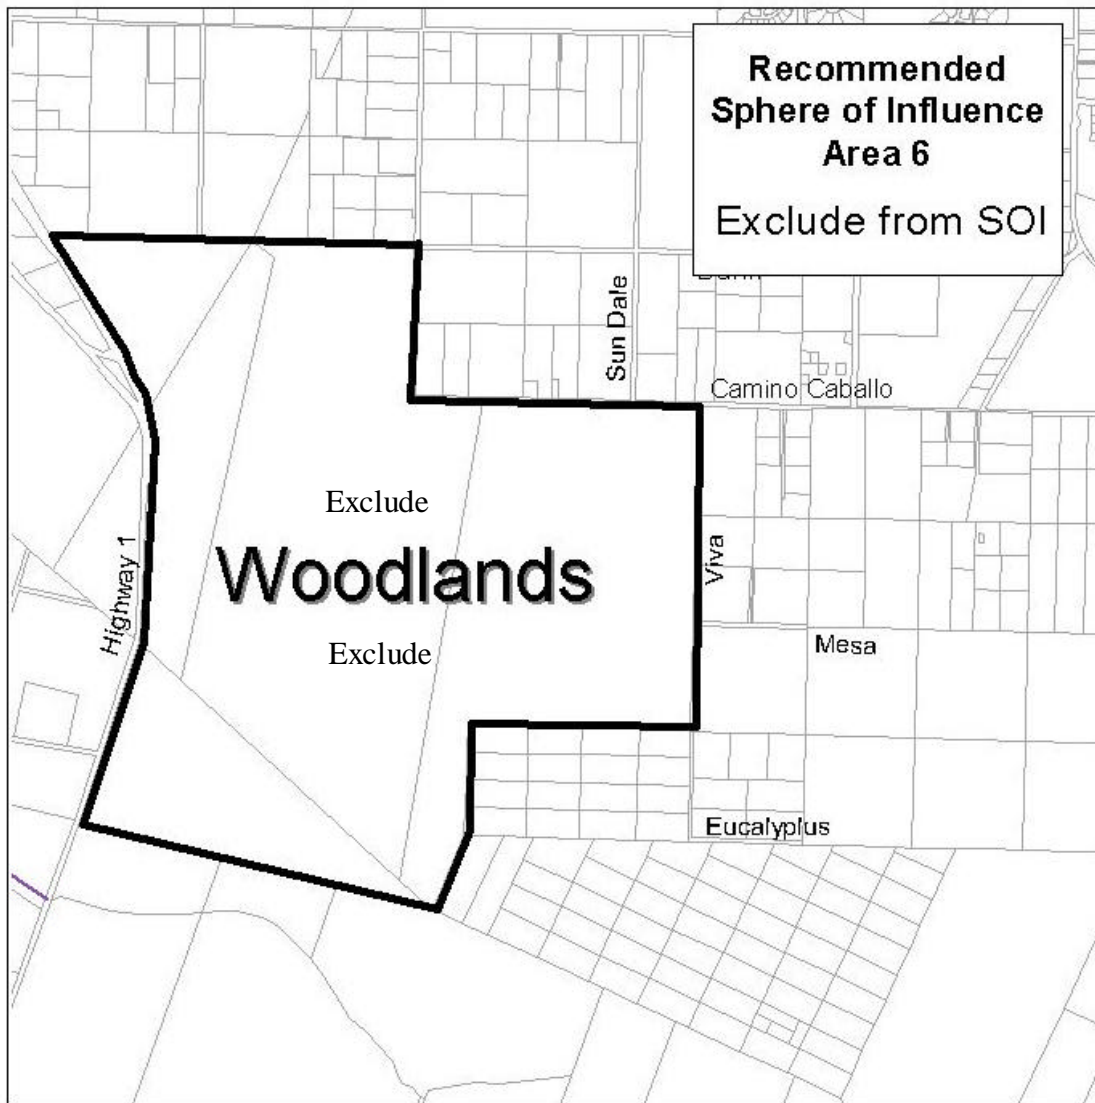 Recommended
Sphere of Influence
Area 6
Exclude from SOI
Sun Dale
Camino Caballo
Exclude
Woodlands
Viva
Highway 1
Mesa
Exclude
Eucalyplus